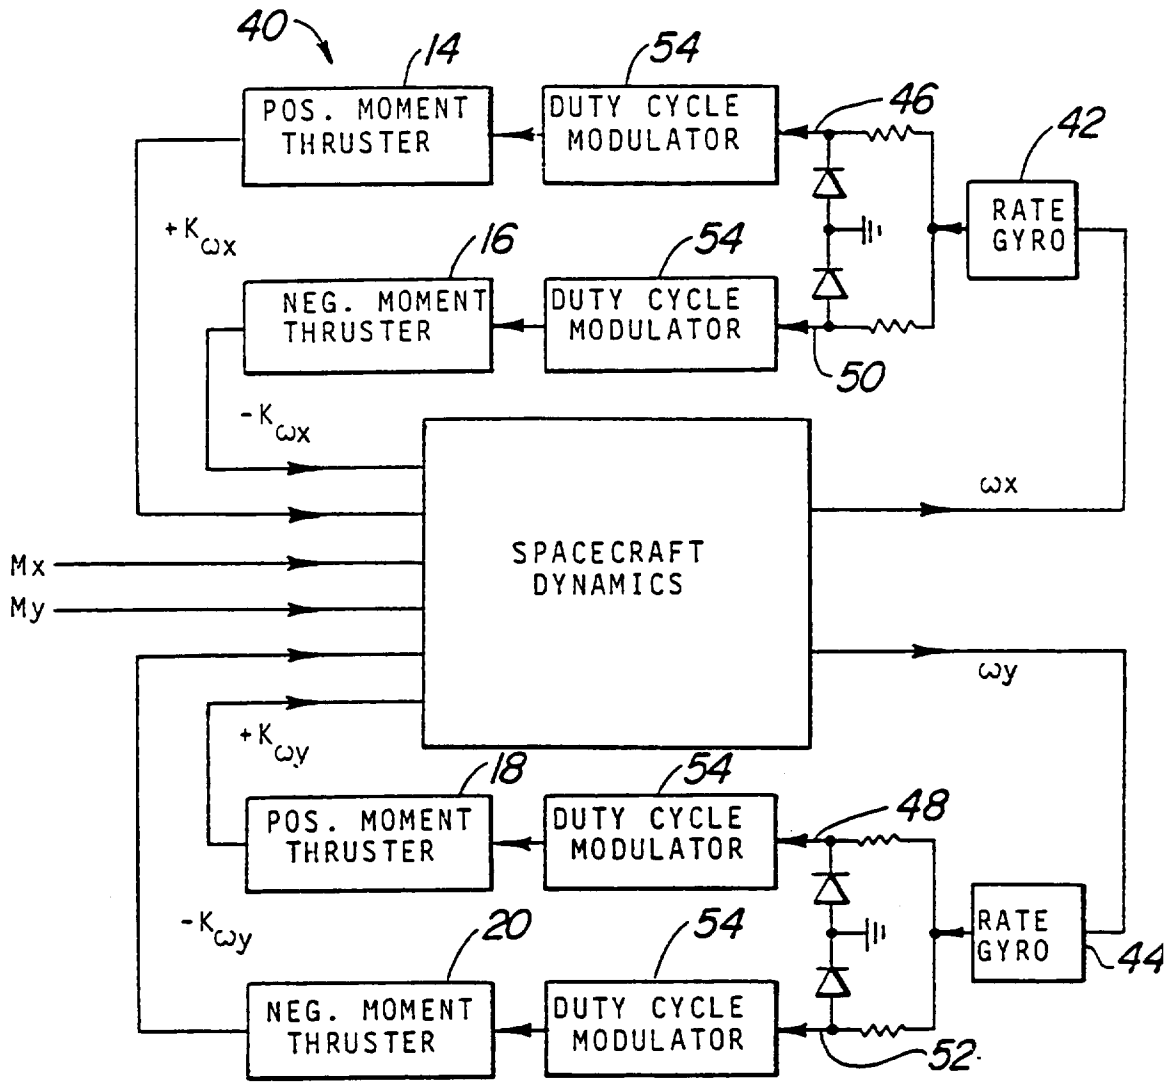 40
14
54
46
42
POS. MOMENT
THRUSTER
DUTY CYCLE
MODULATOR
RATE
GYRO
+Kωx
16
54
NEG. MOMENT
THRUSTER
DUTY CYCLE
MODULATOR
50
-Kωx
ωx
SPACECRAFT
DYNAMICS
Mx
My
ωy
+Kωy
18
54
48
POS. MOMENT
THRUSTER
DUTY CYCLE
MODULATOR
-Kωy
20
54
RATE
GYRO
44
NEG. MOMENT
THRUSTER
DUTY CYCLE
MODULATOR
52